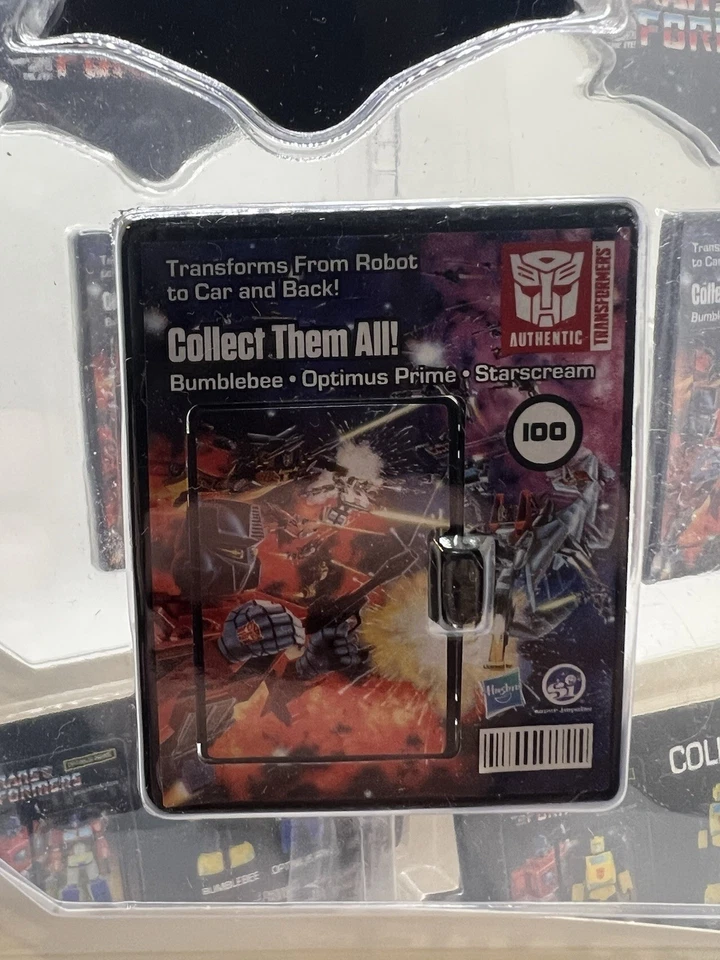 Transforms From Robot
to Car and Back!
Collect Them All!
Bumblebee • Optimus Prime • Starscream
AUTHENTIC
TRANSFORMERS
100
Hasbro
Si
BUMBLEBEE